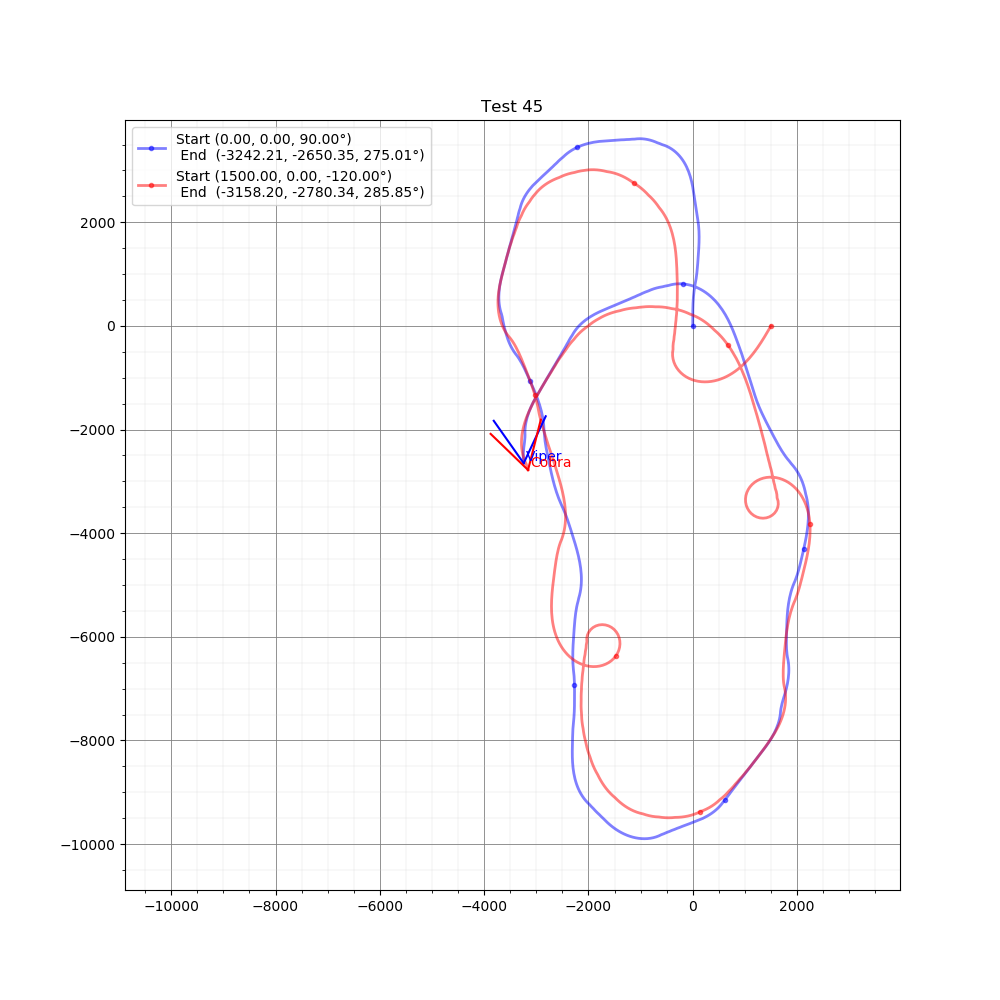 Test 45
Start (0.00, 0.00, 90.00°)
End (-3242.21, -2650.35, 275.01°)
Start (1500.00, 0.00, -120.00°)
End (-3158.20, -2780.34, 285.85°)
2000
0
−2000
−4000
−6000
−8000
−10000
Viper
Cobra
−10000 −8000 −6000 −4000 −2000 0 2000